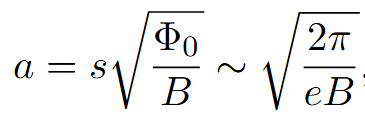 a = s√(Φ₀/B) ∼ √(2π/eB),